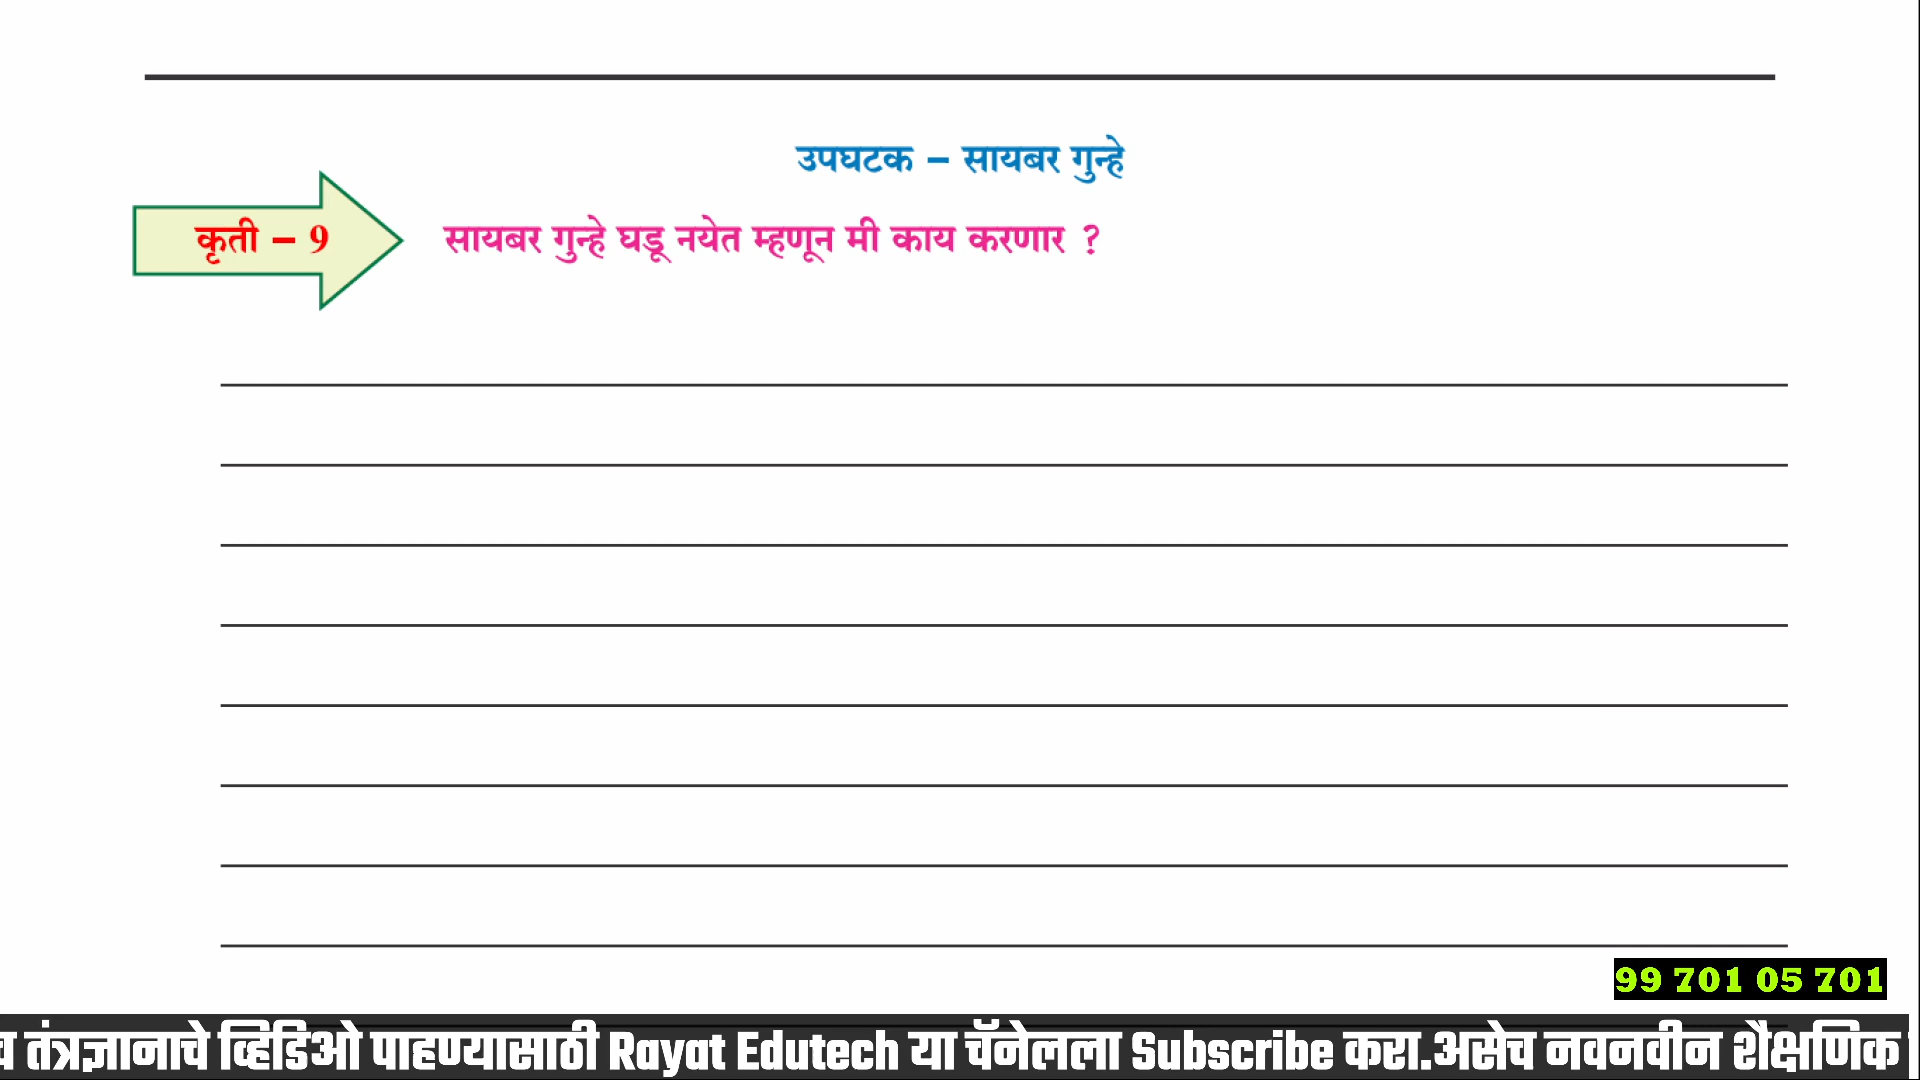 उपघटक – सायबर गुन्हे
कृती – 9
सायबर गुन्हे घडू नयेत म्हणून मी काय करणार ?
99 701 05 701
तंत्रज्ञानाचे व्हिडिओ पाहण्यासाठी Rayat Edutech या चॅनेलला Subscribe करा.असेच नवनवीन शैक्षणिक